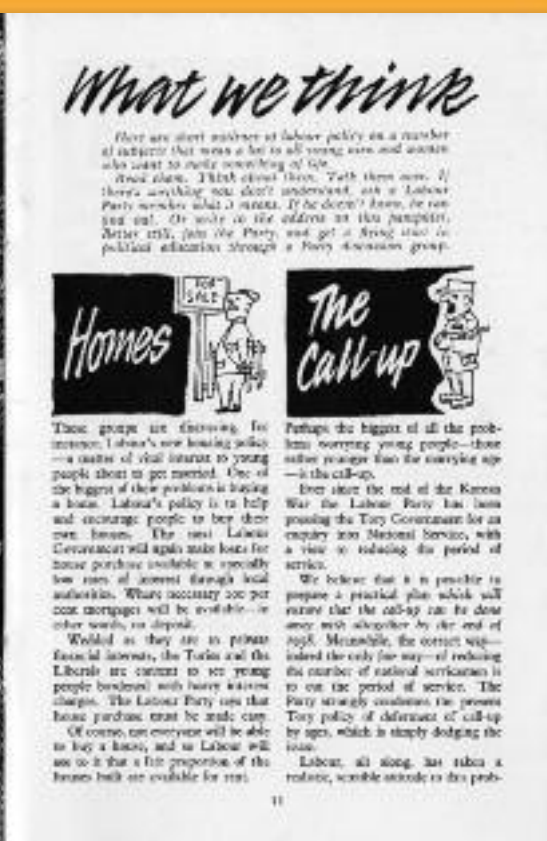 What we think
Here are short outlines of labour policy on a number
of subjects that mean a lot to all young men and women
who want to make something of life.
Read them. Think about them. Talk them over. If
there's anything you don't understand, ask a Labour
Party member what it means. If he doesn't know, he can
find out. Or write to the address on this pamphlet.
Better still, join the Party, and get a flying start in
political education through a Party discussion group.
FOR
SALE
Homes
These groups are discussing, for
instance, Labour's new housing policy
—a matter of vital interest to young
people about to get married. One of
the biggest of their problems is buying
a home. Labour's policy is to help
and encourage people to buy their
own houses. The next Labour
Government will again make loans for
house purchase available at specially
low rates of interest through local
authorities. Where necessary 100 per
cent mortgages will be available—in
other words, no deposit.
Wedded as they are to private
financial interests, the Tories and the
Liberals are content to see young
people burdened with heavy interest
charges. The Labour Party says that
house purchase must be made easy.
Of course, not everyone will be able
to buy a house, and so Labour will
see to it that a fair proportion of the
houses built are available for rent.
The
Call-up
Perhaps the biggest of all the prob-
lems worrying young people—those
rather younger than the marrying age
—is the call-up.
Ever since the end of the Korean
War the Labour Party has been
pressing the Tory Government for an
enquiry into National Service, with
a view to reducing the period of
service.
We believe that it is possible to
prepare a practical plan which will
ensure that the call-up can be done
away with altogether by the end of
1958. Meanwhile, the correct way—
indeed the only fair way—of reducing
the number of national servicemen is
to cut the period of service. The
Party strongly condemns the present
Tory policy of deferment of call-up
by ages, which is simply dodging the
issue.
Labour, all along, has taken a
realistic, sensible attitude to this prob-
11